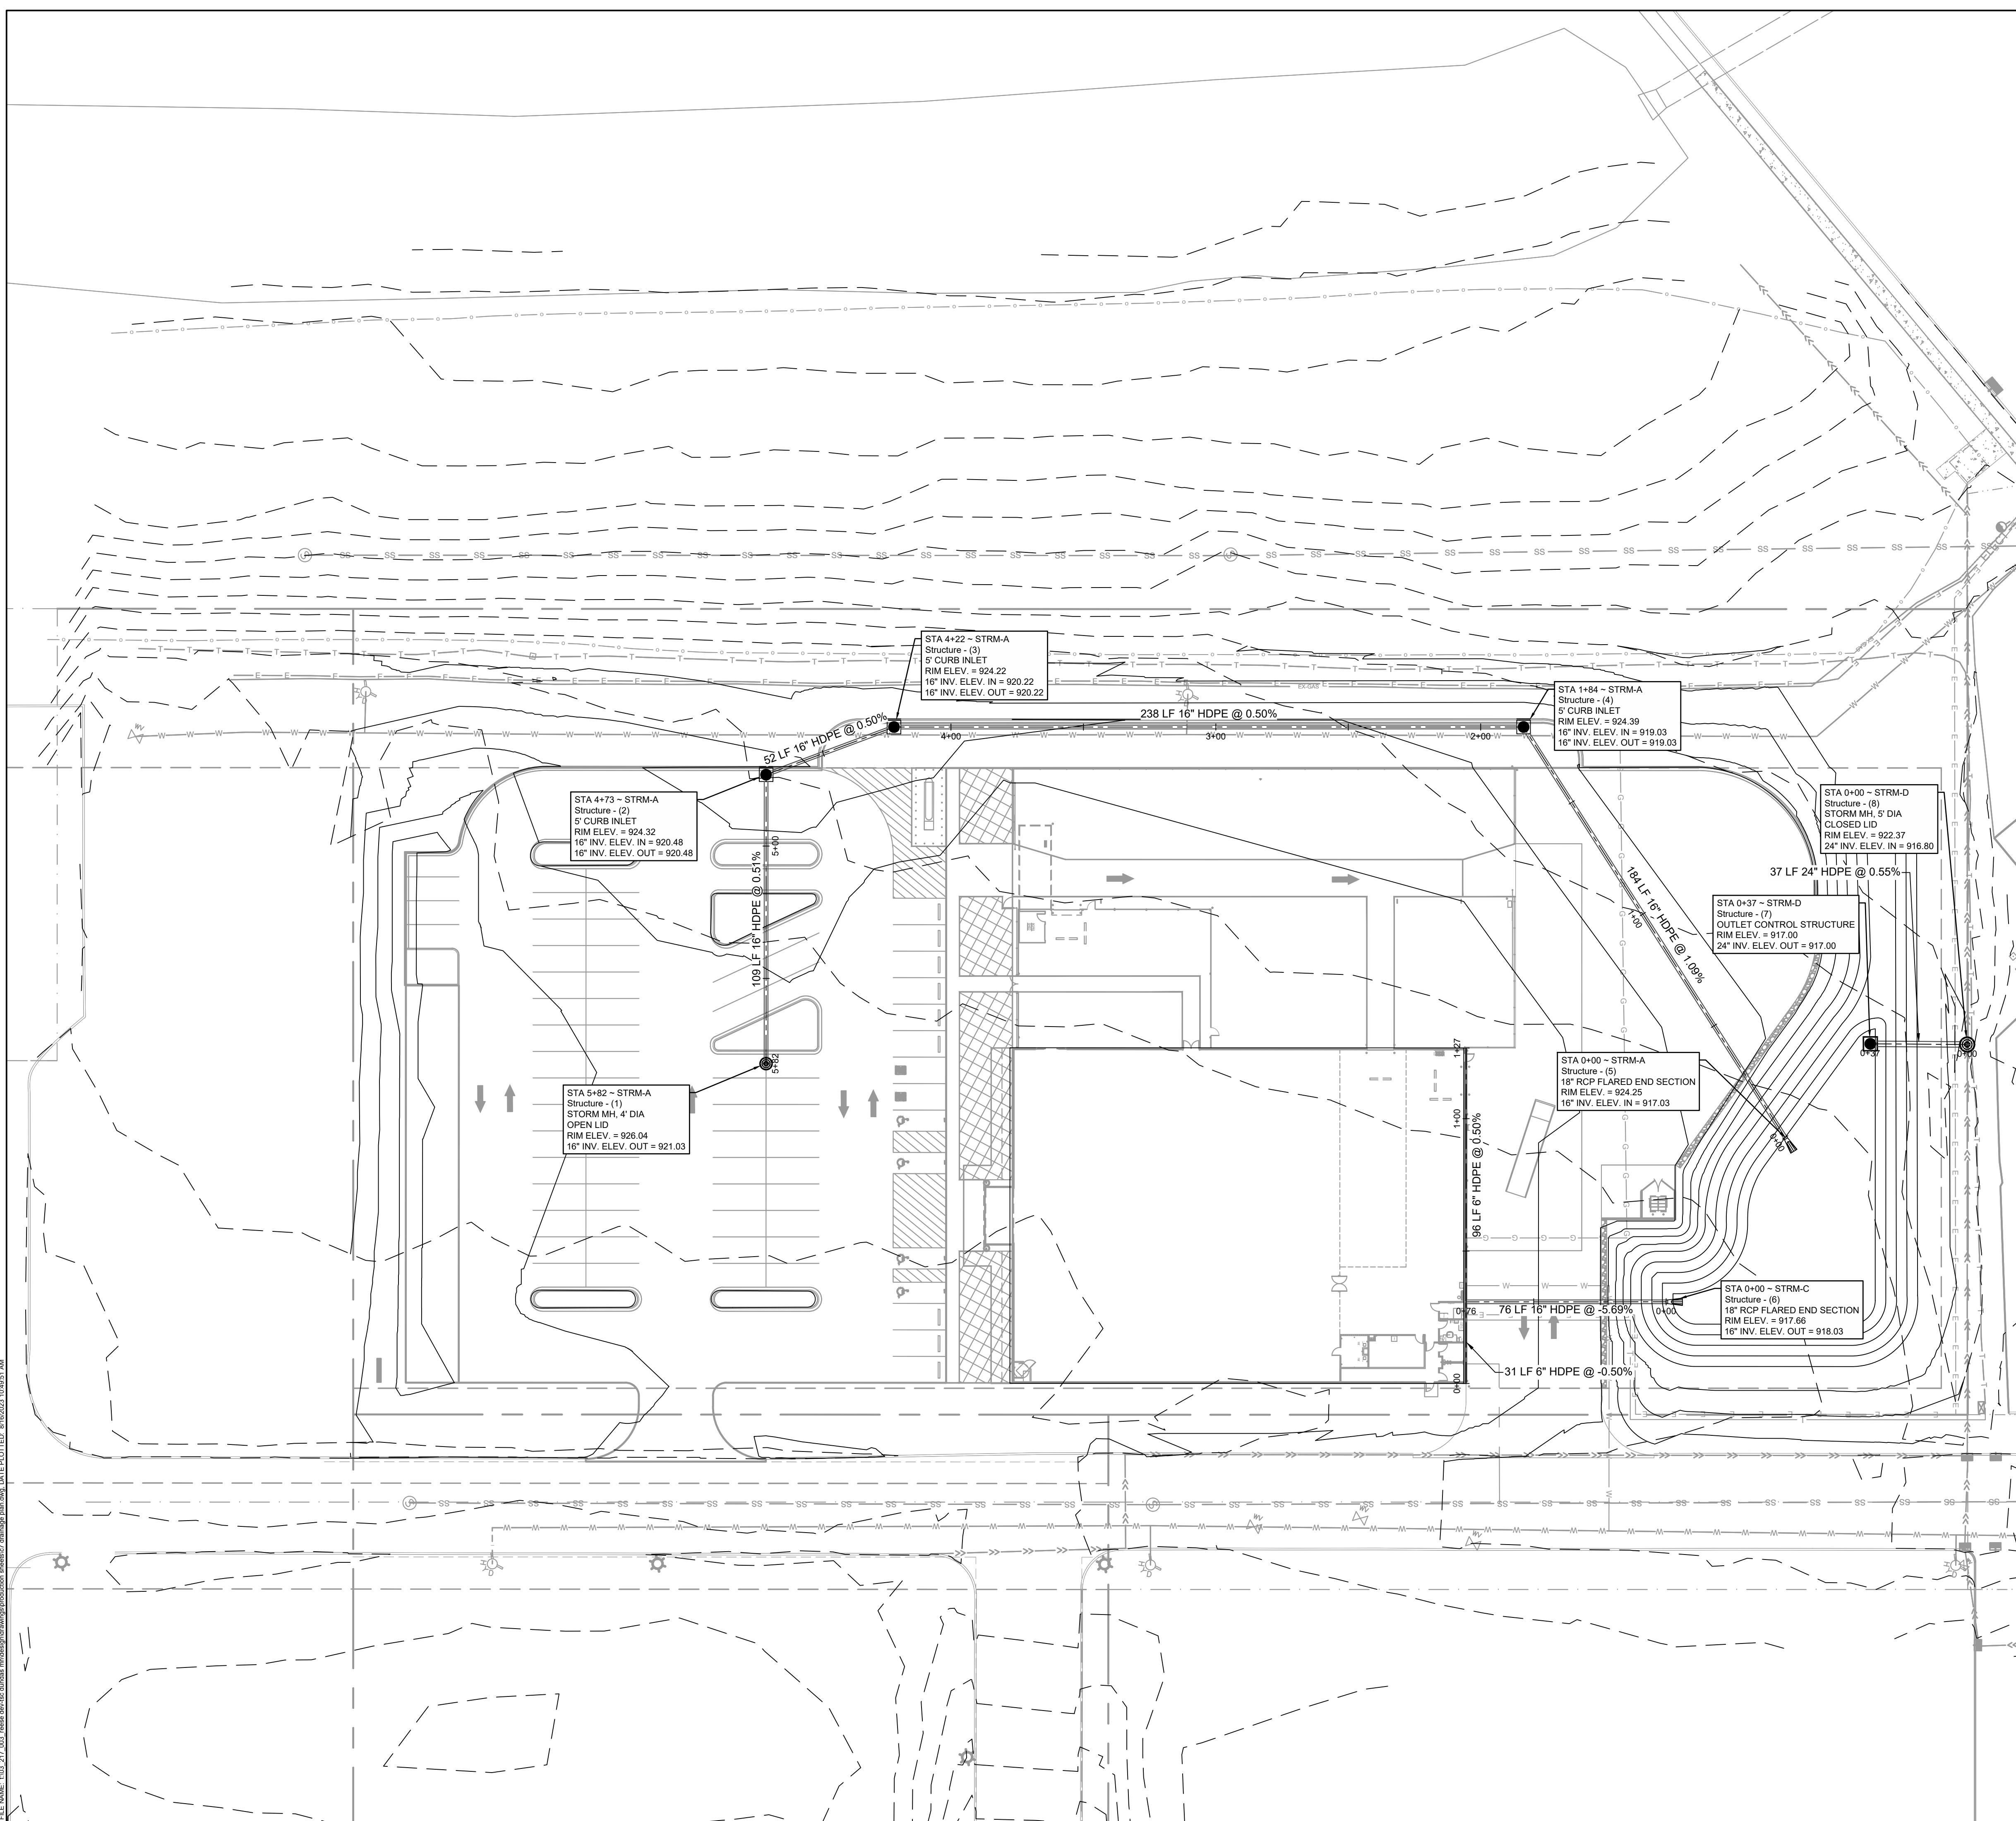 STA 4+22 ~ STRM-A
Structure - (3)
5' CURB INLET
RIM ELEV. = 924.22
16" INV. ELEV. IN = 920.22
16" INV. ELEV. OUT = 920.22
STA 1+84 ~ STRM-A
Structure - (4)
5' CURB INLET
RIM ELEV. = 924.39
16" INV. ELEV. IN = 919.03
16" INV. ELEV. OUT = 919.03
EX-GAS
52 LF 16" HDPE @ 0.50%
238 LF 16" HDPE @ 0.50%
4+00
3+00
2+00
STA 4+73 ~ STRM-A
Structure - (2)
5' CURB INLET
RIM ELEV. = 924.32
16" INV. ELEV. IN = 920.48
16" INV. ELEV. OUT = 920.48
STA 0+00 ~ STRM-D
Structure - (8)
STORM MH, 5' DIA
CLOSED LID
RIM ELEV. = 922.37
24" INV. ELEV. IN = 916.80
37 LF 24" HDPE @ 0.55%
5+00
109 LF 16" HDPE @ 0.51%
184 LF 16" HDPE @ 1.09%
1+00
STA 0+37 ~ STRM-D
Structure - (7)
OUTLET CONTROL STRUCTURE
RIM ELEV. = 917.00
24" INV. ELEV. OUT = 917.00
0+37
0+00
5+82
STA 5+82 ~ STRM-A
Structure - (1)
STORM MH, 4' DIA
OPEN LID
RIM ELEV. = 926.04
16" INV. ELEV. OUT = 921.03
STA 0+00 ~ STRM-A
Structure - (5)
18" RCP FLARED END SECTION
RIM ELEV. = 924.25
16" INV. ELEV. IN = 917.03
0+00
1+27
1+00
96 LF 6" HDPE @ 0.50%
STA 0+00 ~ STRM-C
Structure - (6)
18" RCP FLARED END SECTION
RIM ELEV. = 917.66
16" INV. ELEV. OUT = 918.03
0+76
76 LF 16" HDPE @ -5.69%
0+00
31 LF 6" HDPE @ -0.50%
0+00